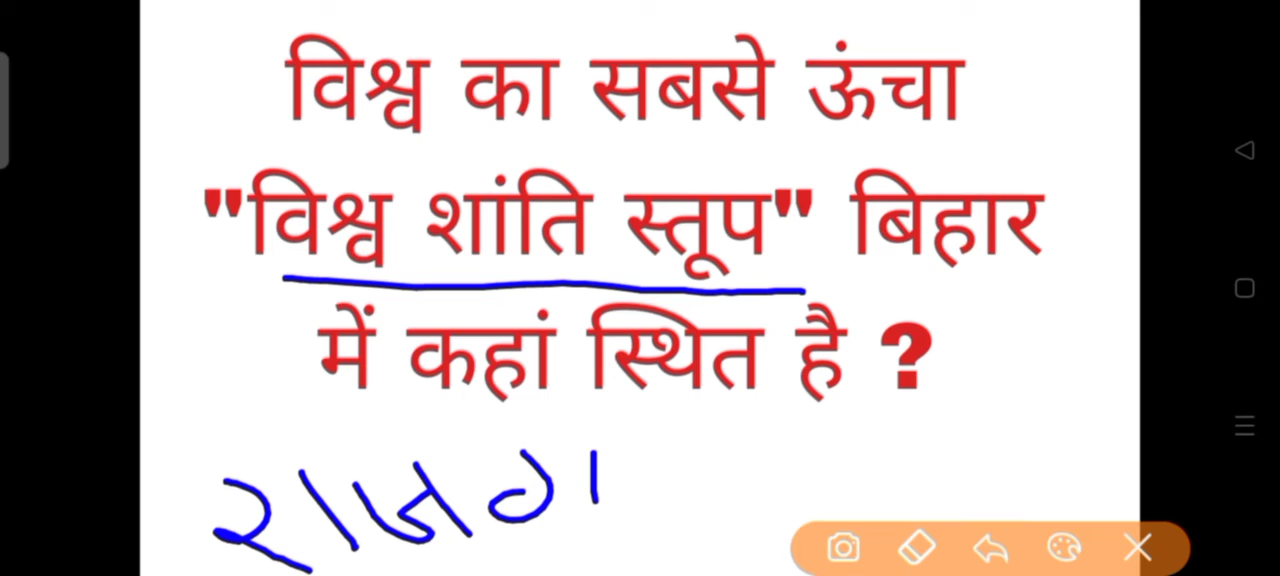 विश्व का सबसे ऊंचा
"विश्व शांति स्तूप" बिहार
में कहां स्थित है ?
राजग